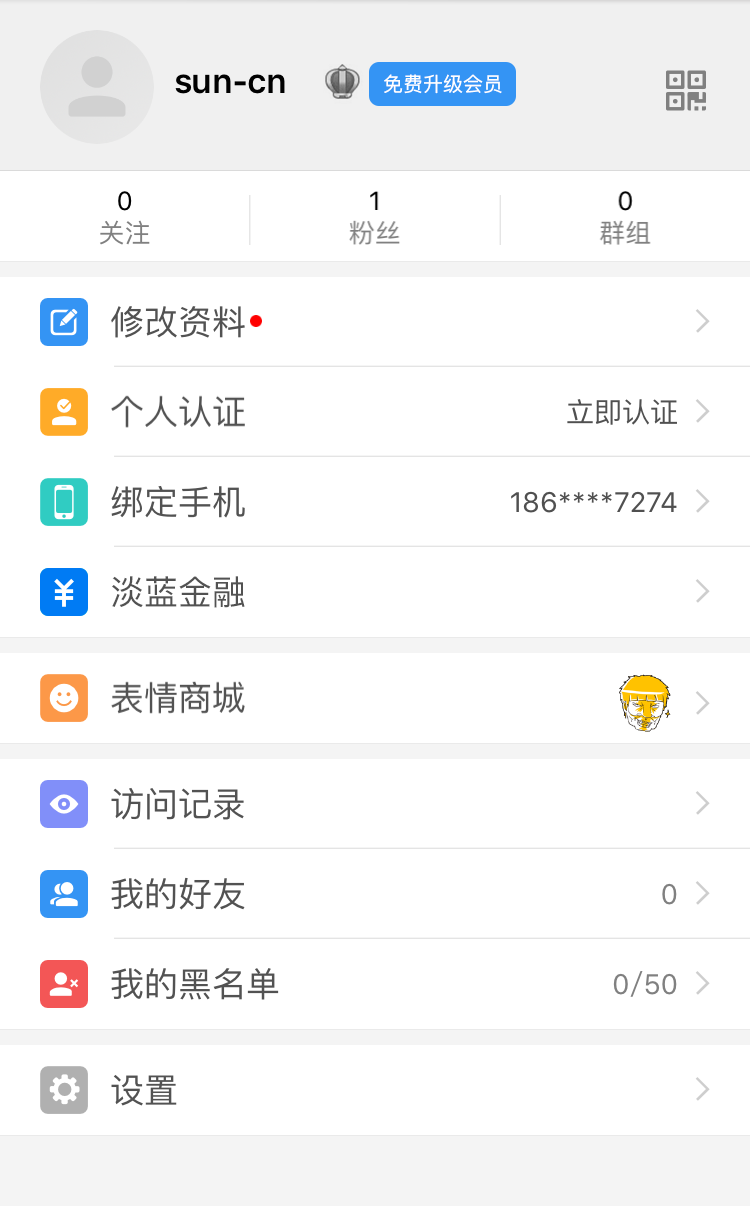 sun-cn 免费升级会员
0 1 0
关注 粉丝 群组
修改资料
个人认证 立即认证
绑定手机 186****7274
淡蓝金融
表情商城
访问记录
我的好友 0
我的黑名单 0/50
设置